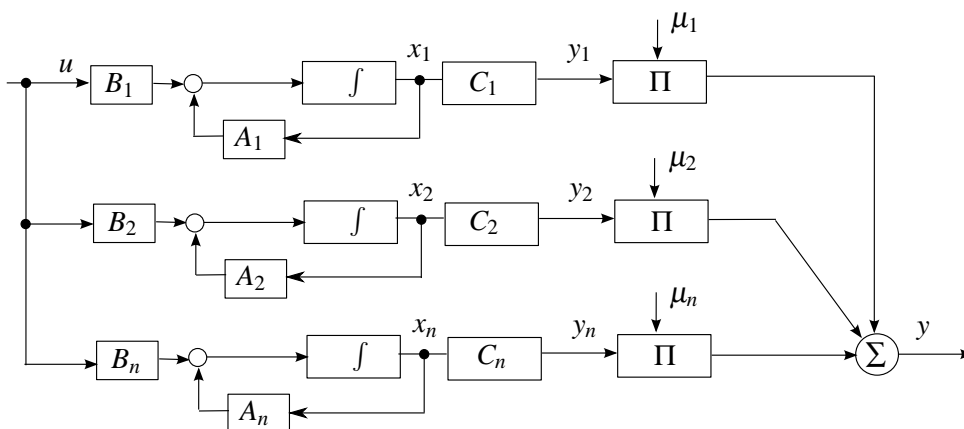 u B₁ ∫ x₁ C₁ y₁ μ₁ Π
A₁
B₂ ∫ x₂ C₂ y₂ μ₂ Π
A₂
Bₙ ∫ xₙ Cₙ yₙ μₙ Π Σ y
Aₙ